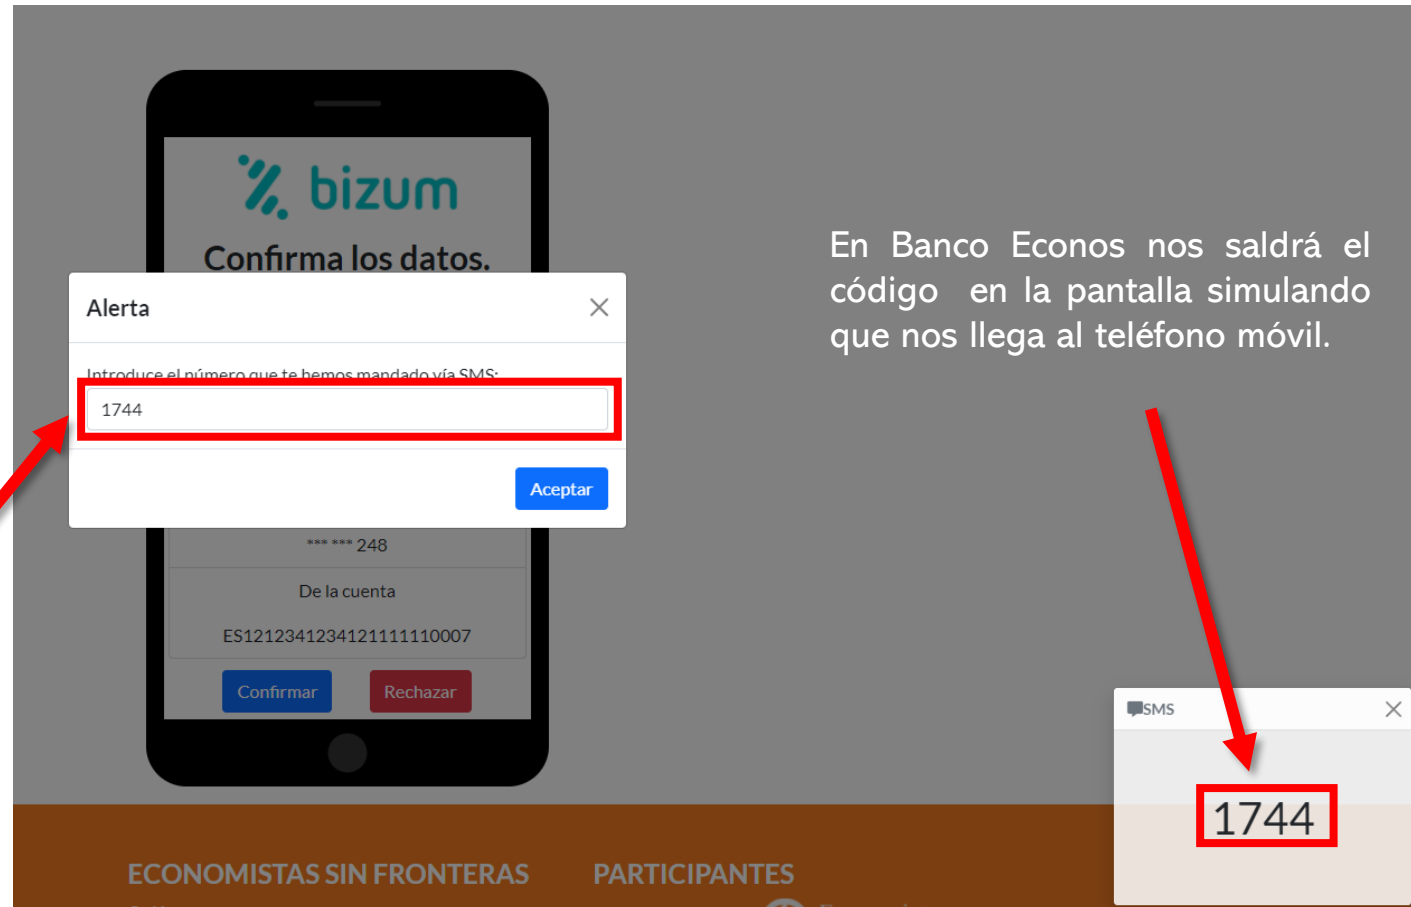 bizum
Confirma los datos.
En Banco Econos nos saldrá el
código en la pantalla simulando
que nos llega al teléfono móvil.
Alerta
Introduce el número que te hemos mandado vía SMS:
1744
Aceptar
*** *** 248
De la cuenta
ES1212341234121111110007
Confirmar Rechazar
SMS
1744
ECONOMISTAS SIN FRONTERAS PARTICIPANTES